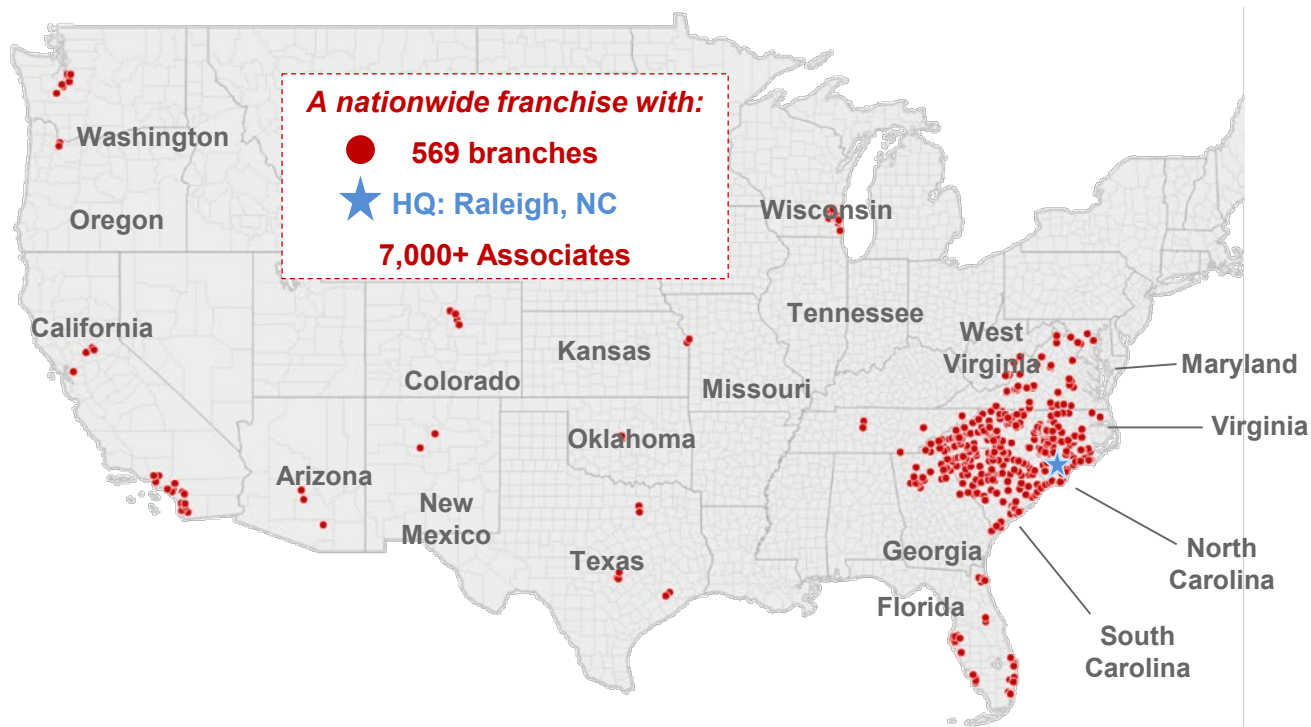 A nationwide franchise with:
569 branches
HQ: Raleigh, NC
7,000+ Associates
Washington
Oregon
Wisconsin
California
Tennessee
West
Virginia
Kansas
Colorado
Missouri
Maryland
Virginia
Oklahoma
Arizona
New
Mexico
Texas
Georgia
North
Carolina
Florida
South
Carolina